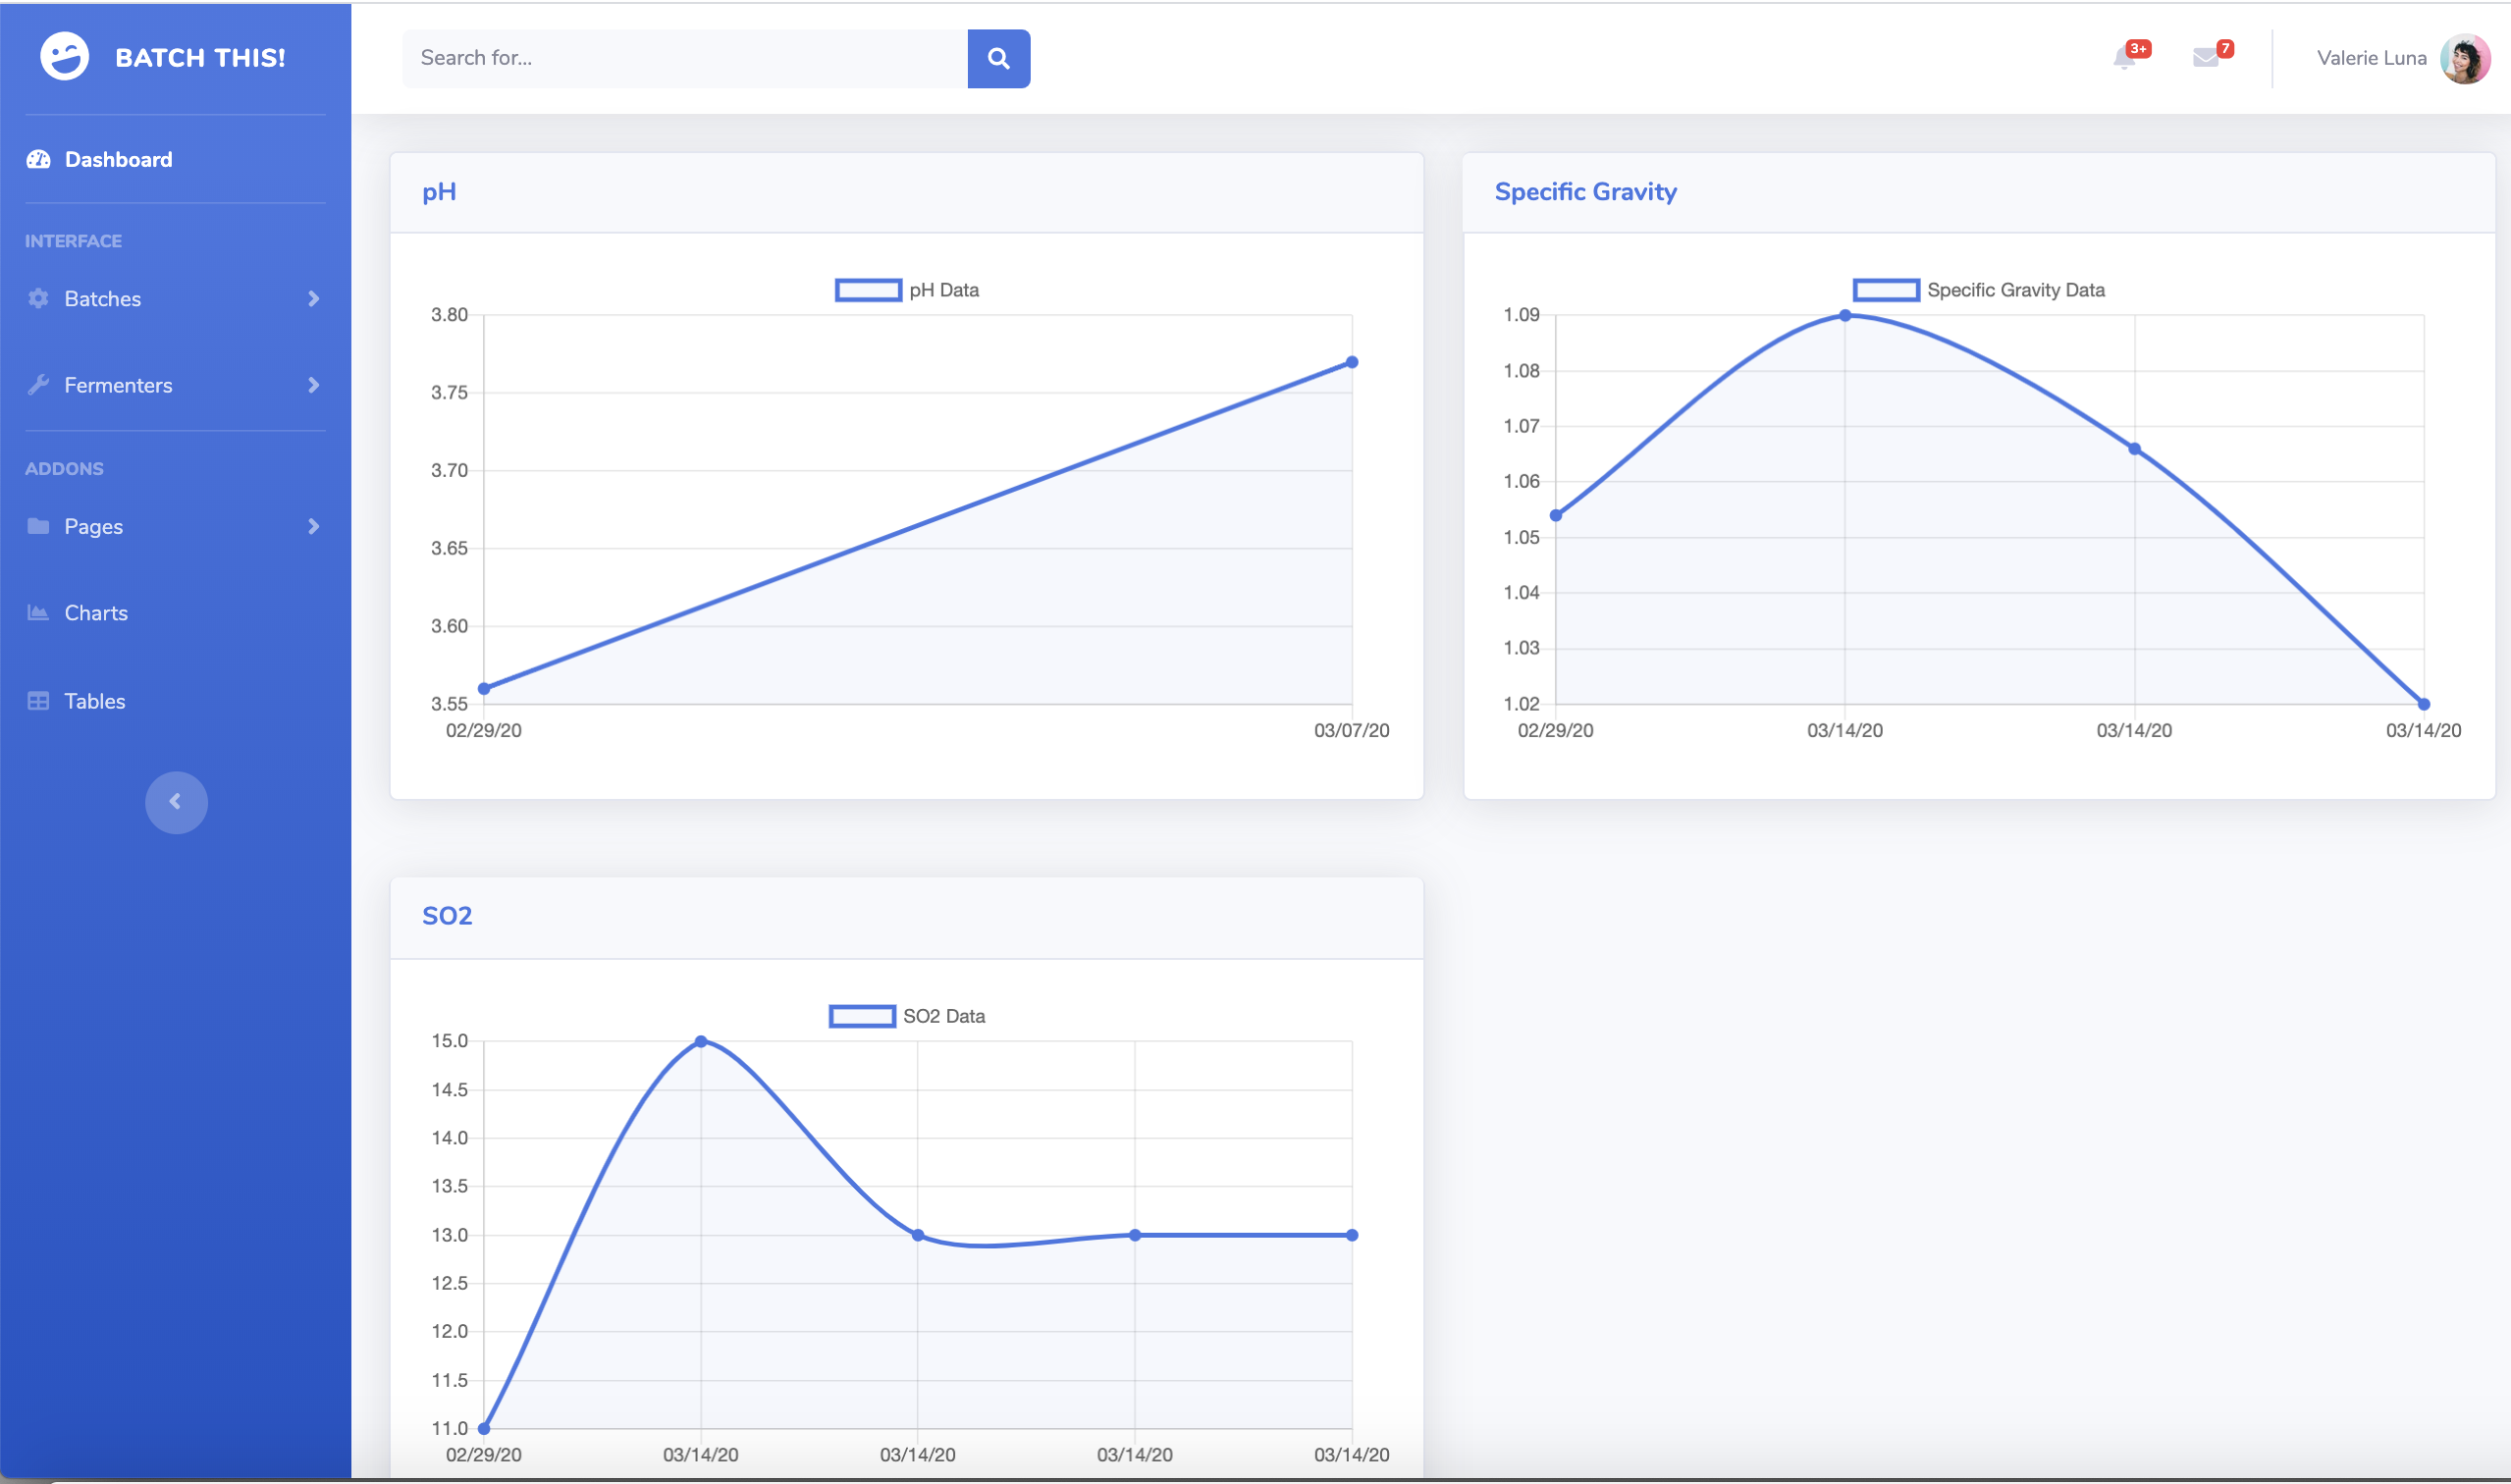 BATCH THIS!
Search for...
3+
7
Valerie Luna
Dashboard
INTERFACE
Batches
Fermenters
ADDONS
Pages
Charts
Tables
pH
pH Data
3.80
3.75
3.70
3.65
3.60
3.55
02/29/20 03/07/20
Specific Gravity
Specific Gravity Data
1.09
1.08
1.07
1.06
1.05
1.04
1.03
1.02
02/29/20 03/14/20 03/14/20 03/14/20
SO2
SO2 Data
15.0
14.5
14.0
13.5
13.0
12.5
12.0
11.5
11.0
02/29/20 03/14/20 03/14/20 03/14/20 03/14/20